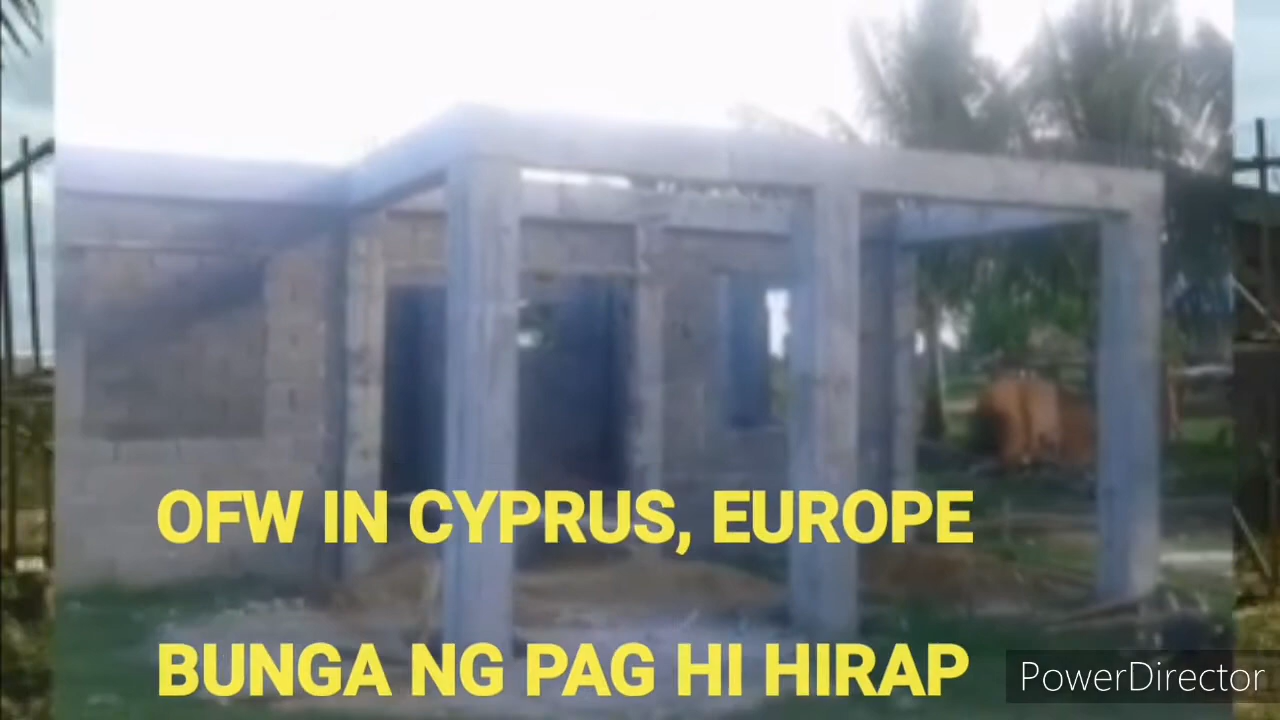 OFW IN CYPRUS, EUROPE
BUNGA NG PAG HI HIRAP
PowerDirector